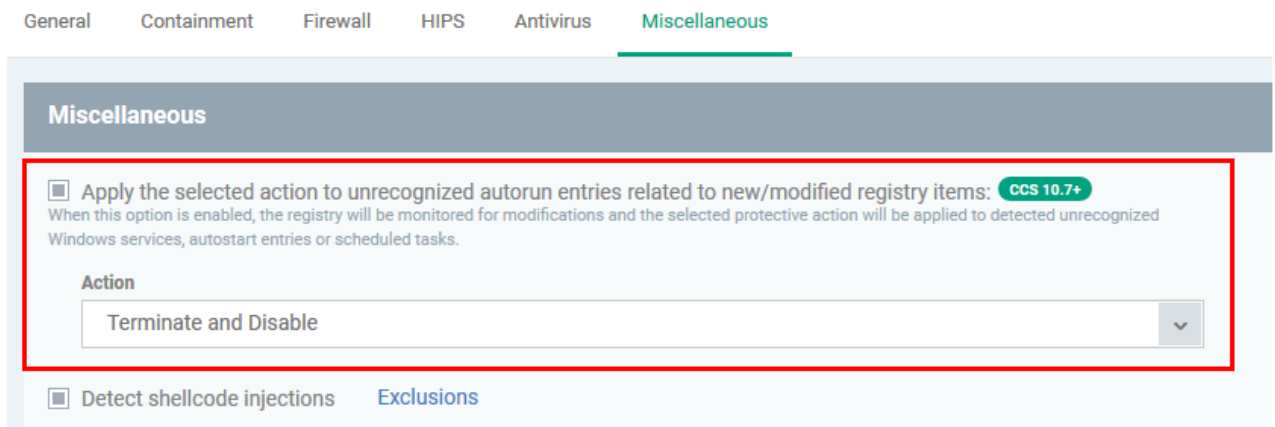 General Containment Firewall HIPS Antivirus Miscellaneous
Miscellaneous
Apply the selected action to unrecognized autorun entries related to new/modified registry items: CCS 10.7+
When this option is enabled, the registry will be monitored for modifications and the selected protective action will be applied to detected unrecognized
Windows services, autostart entries or scheduled tasks.
Action
Terminate and Disable
Detect shellcode injections Exclusions